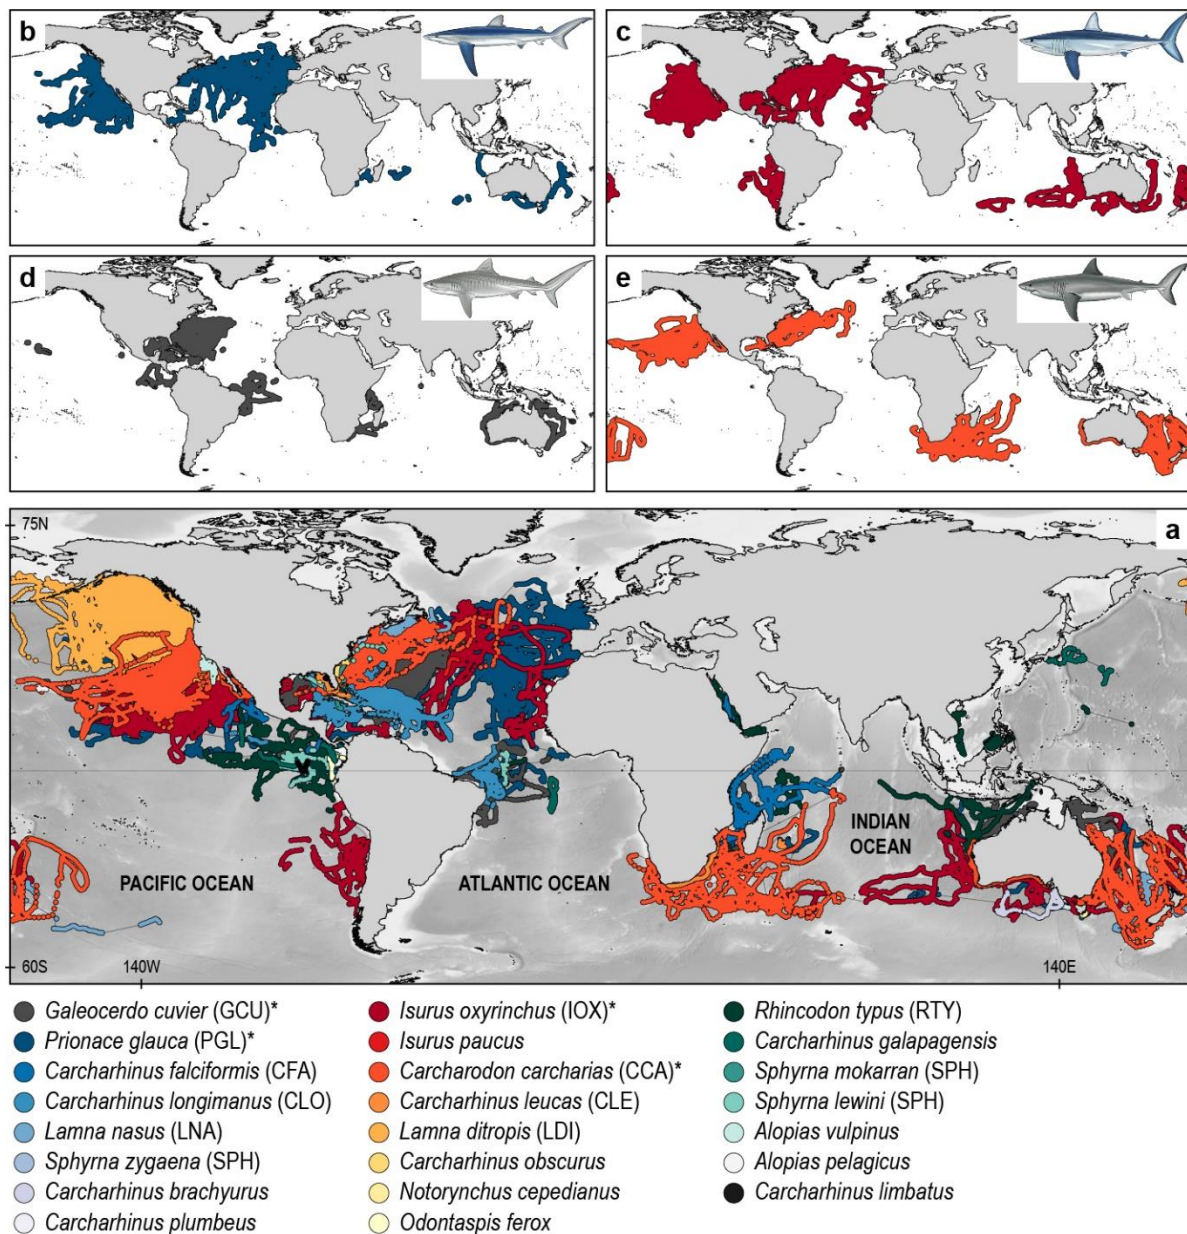 b
c
d
e
a
75N
PACIFIC OCEAN
ATLANTIC OCEAN
INDIAN
OCEAN
60S
140W
140E
Galeocerdo cuvier (GCU)*
Prionace glauca (PGL)*
Carcharhinus falciformis (CFA)
Carcharhinus longimanus (CLO)
Lamna nasus (LNA)
Sphyrna zygaena (SPH)
Carcharhinus brachyurus
Carcharhinus plumbeus
Isurus oxyrinchus (IOX)*
Isurus paucus
Carcharodon carcharias (CCA)*
Carcharhinus leucas (CLE)
Lamna ditropis (LDI)
Carcharhinus obscurus
Notorynchus cepedianus
Odontaspis ferox
Rhincodon typus (RTY)
Carcharhinus galapagensis
Sphyrna mokarran (SPH)
Sphyrna lewini (SPH)
Alopias vulpinus
Alopias pelagicus
Carcharhinus limbatus